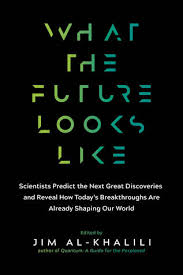 WHAT
THE
FUTURE
LOOKS
LIKE
Scientists Predict the Next Great Discoveries
and Reveal How Today's Breakthroughs Are
Already Shaping Our World
Edited by
JIM AL-KHALILI
author of Quantum: A Guide for the Perplexed